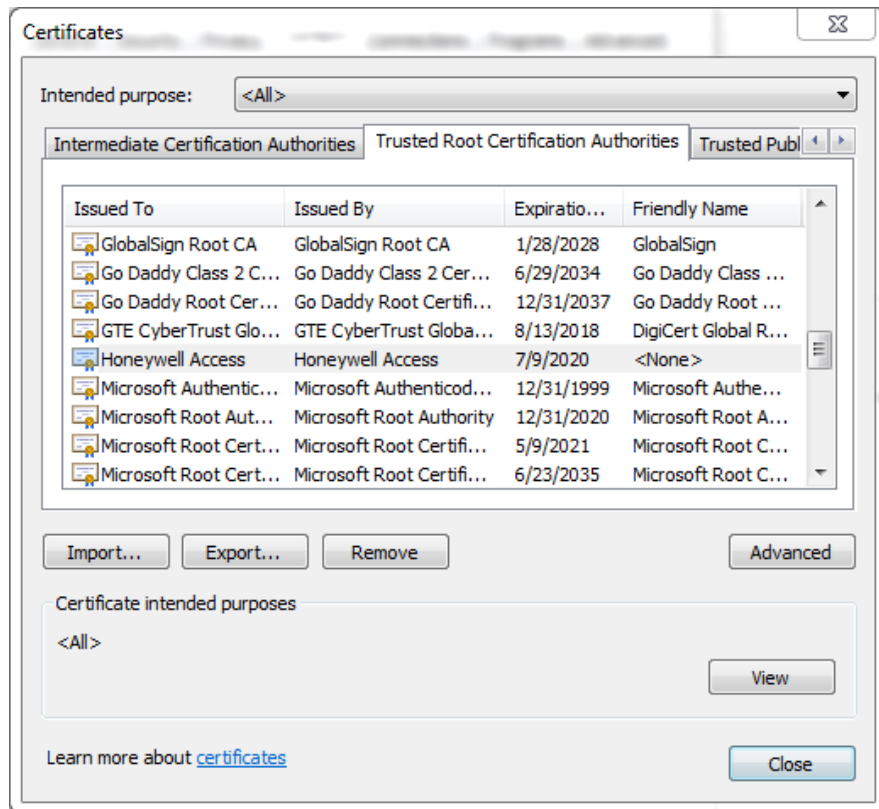 Certificates
Intended purpose: <All>
Intermediate Certification Authorities Trusted Root Certification Authorities Trusted Publ
Issued To Issued By Expiratio... Friendly Name
GlobalSign Root CA GlobalSign Root CA 1/28/2028 GlobalSign
Go Daddy Class 2 C... Go Daddy Class 2 Cer... 6/29/2034 Go Daddy Class ...
Go Daddy Root Cer... Go Daddy Root Certifi... 12/31/2037 Go Daddy Root ...
GTE CyberTrust Glo... GTE CyberTrust Globa... 8/13/2018 DigiCert Global R...
Honeywell Access Honeywell Access 7/9/2020 <None>
Microsoft Authentic... Microsoft Authenticod... 12/31/1999 Microsoft Authe...
Microsoft Root Aut... Microsoft Root Authority 12/31/2020 Microsoft Root A...
Microsoft Root Cert... Microsoft Root Certifi... 5/9/2021 Microsoft Root C...
Microsoft Root Cert... Microsoft Root Certifi... 6/23/2035 Microsoft Root C...
Import... Export... Remove Advanced
Certificate intended purposes
<All>
View
Learn more about certificates
Close